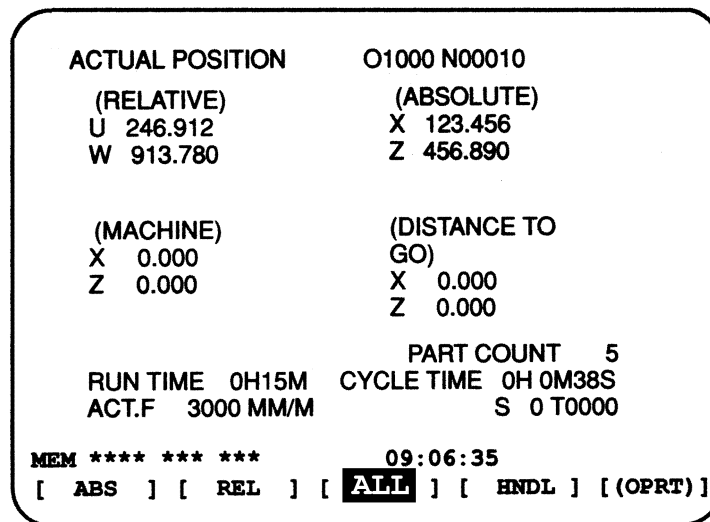 ACTUAL POSITION O1000 N00010
(RELATIVE) (ABSOLUTE)
U 246.912 X 123.456
W 913.780 Z 456.890
(MACHINE) (DISTANCE TO
GO)
X 0.000 X 0.000
Z 0.000 Z 0.000
PART COUNT 5
RUN TIME 0H15M CYCLE TIME 0H 0M38S
ACT.F 3000 MM/M S 0 T0000
MEM **** *** *** 09:06:35
[ ABS ] [ REL ] [ ALL ] [ HNDL ] [(OPRT)]